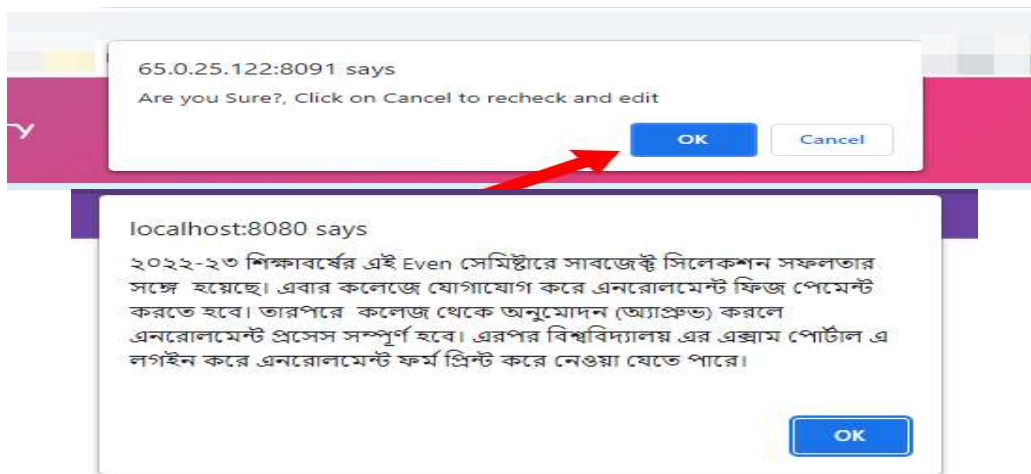 65.0.25.122:8091 says
Are you Sure?, Click on Cancel to recheck and edit
ry
OK Cancel
localhost:8080 says
২০২২-২৩ শিক্ষাবর্ষের এই Even সেমিষ্টারে সাবজেক্ট সিলেকশন সফলতার
সঙ্গে হয়েছে। এবার কলেজে যোগাযোগ করে এনরোলমেন্ট ফিজ পেমেন্ট
করতে হবে। তারপরে কলেজ থেকে অনুমোদন (অ্যাপ্রুভ) করলে
এনরোলমেন্ট প্রসেস সম্পূর্ণ হবে। এরপর বিশ্ববিদ্যালয় এর এক্সাম পোর্টাল এ
লগইন করে এনরোলমেন্ট ফর্ম প্রিন্ট করে নেওয়া যেতে পারে।
OK